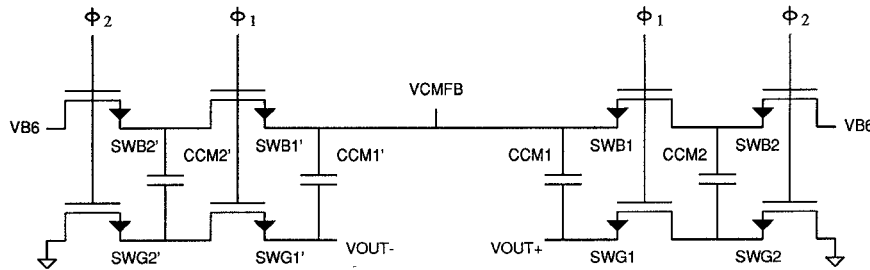 Φ2 Φ1 Φ1 Φ2
VCMFB
VB6 VB6
SWB2' CCM2' SWB1' CCM1' CCM1 SWB1 CCM2 SWB2
SWG2' SWG1' VOUT- VOUT+ SWG1 SWG2